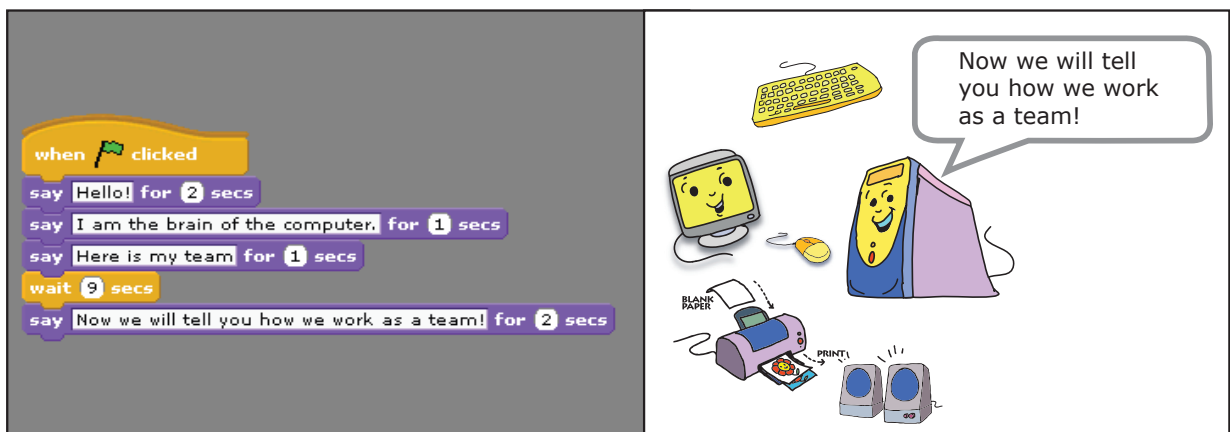 when clicked
say Hello! for 2 secs
say I am the brain of the computer. for 1 secs
say Here is my team for 1 secs
wait 9 secs
say Now we will tell you how we work as a team! for 2 secs
Now we will tell
you how we work
as a team!
BLANK
PAPER
PRINT